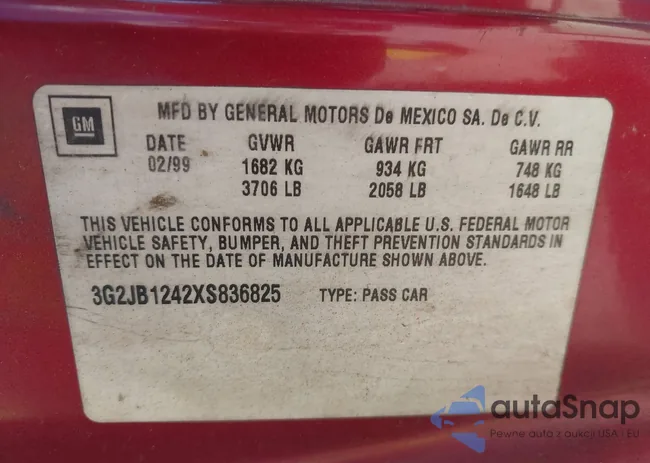 GM
MFD BY GENERAL MOTORS De MEXICO SA. De C.V.
DATE GVWR GAWR FRT GAWR RR
02/99 1682 KG 934 KG 748 KG
3706 LB 2058 LB 1648 LB
THIS VEHICLE CONFORMS TO ALL APPLICABLE U.S. FEDERAL MOTOR
VEHICLE SAFETY, BUMPER, AND THEFT PREVENTION STANDARDS IN
EFFECT ON THE DATE OF MANUFACTURE SHOWN ABOVE.
3G2JB1242XS836825 TYPE: PASS CAR
autaSnap
Pewne auta z aukcji USA i EU